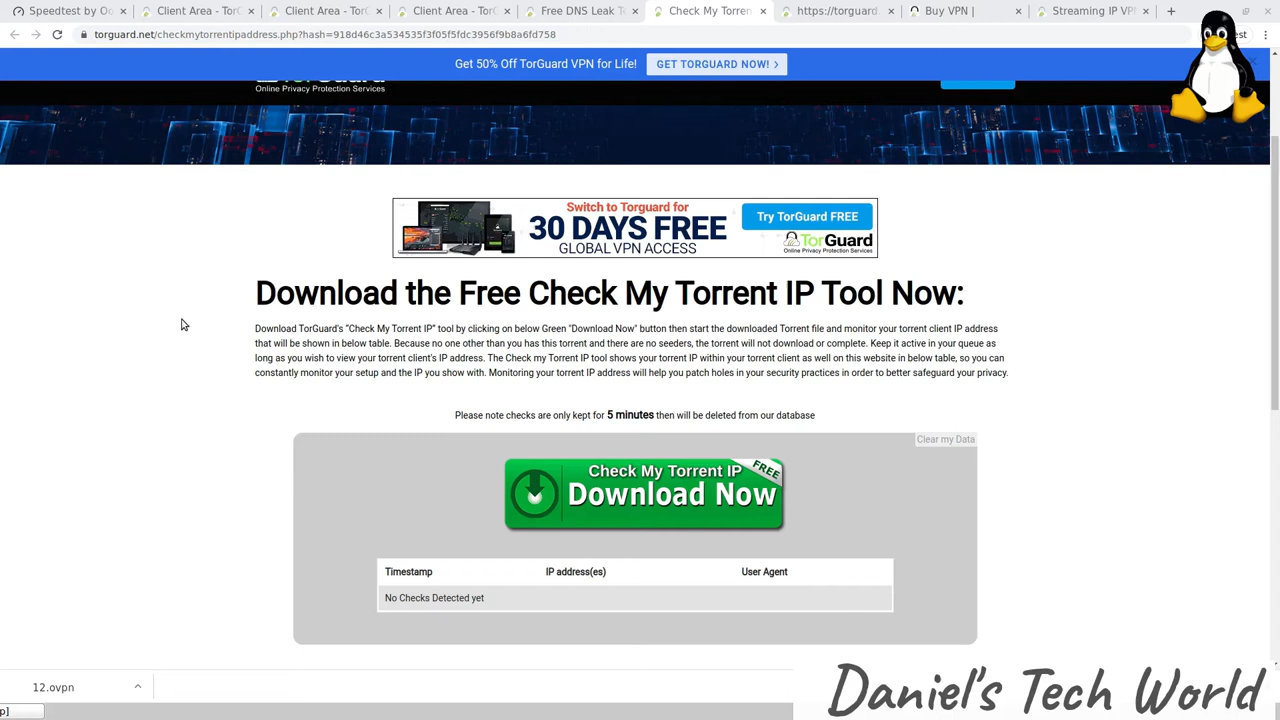 Speedtest by Oo
Client Area - TorG
Client Area - TorG
Client Area - TorG
Free DNS Leak T
Check My Torren
https://torguard.
Buy VPN |
Streaming IP VP
torguard.net/checkmytorrentipaddress.php?hash=918d46c3a534535f3f05f5fdc3956f9b8a01d758
Get 50% Off TorGuard VPN for Life!
GET TORGUARD NOW! >
Online Privacy Protection Services
Switch to Torguard for
30 DAYS FREE
GLOBAL VPN ACCESS
Try TorGuard FREE
TorGuard
Online Privacy Protection Services
Download the Free Check My Torrent IP Tool Now:
Download TorGuard's "Check My Torrent IP" tool by clicking on below Green "Download Now" button then start the downloaded Torrent file and monitor your torrent client IP address
that will be shown in below table. Because no one other than you has this torrent and there are no seeders, the torrent will not download or complete. Keep it active in your queue as
long as you wish to view your torrent client's IP address. The Check my Torrent IP tool shows your torrent IP within your torrent client as well on this website in below table, so you can
constantly monitor your setup and the IP you show with. Monitoring your torrent IP address will help you patch holes in your security practices in order to better safeguard your privacy.
Please note checks are only kept for 5 minutes then will be deleted from our database
Clear my Data
Check My Torrent IP
FREE
Download Now
Timestamp
IP address(es)
User Agent
No Checks Detected yet
12.ovpn
p]
Daniel's Tech World